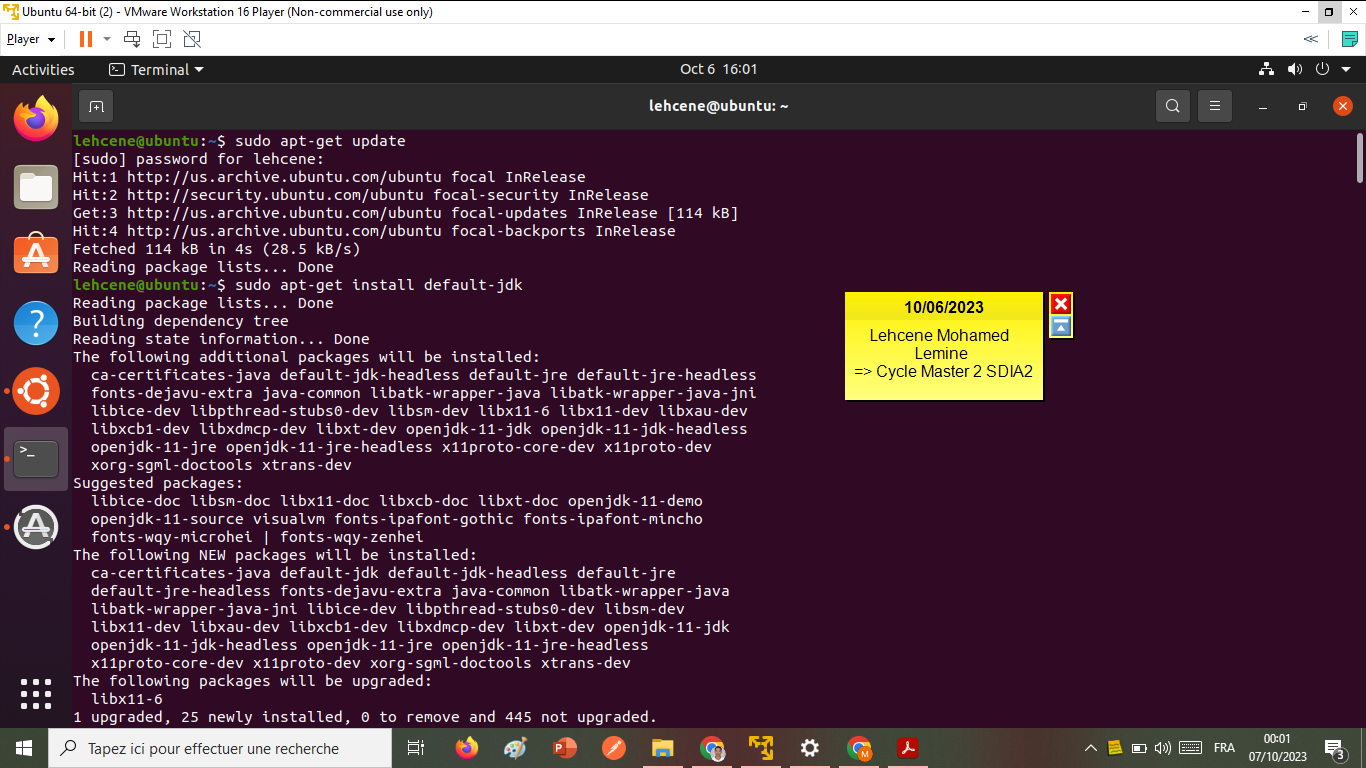 Ubuntu 64-bit (2) - VMware Workstation 16 Player (Non-commercial use only)
Player
Activities
Terminal
Oct 6 16:01
lehcene@ubuntu: ~
lehcene@ubuntu:~$ sudo apt-get update
[sudo] password for lehcene:
Hit:1 http://us.archive.ubuntu.com/ubuntu focal InRelease
Hit:2 http://security.ubuntu.com/ubuntu focal-security InRelease
Get:3 http://us.archive.ubuntu.com/ubuntu focal-updates InRelease [114 kB]
Hit:4 http://us.archive.ubuntu.com/ubuntu focal-backports InRelease
Fetched 114 kB in 4s (28.5 kB/s)
Reading package lists... Done
lehcene@ubuntu:~$ sudo apt-get install default-jdk
Reading package lists... Done
Building dependency tree
Reading state information... Done
The following additional packages will be installed:
ca-certificates-java default-jdk-headless default-jre default-jre-headless
fonts-dejavu-extra java-common libatk-wrapper-java libatk-wrapper-java-jni
libice-dev libpthread-stubs0-dev libsm-dev libx11-6 libx11-dev libxau-dev
libxcb1-dev libxdmcp-dev libxt-dev openjdk-11-jdk openjdk-11-jdk-headless
openjdk-11-jre openjdk-11-jre-headless x11proto-core-dev x11proto-dev
xorg-sgml-doctools xtrans-dev
Suggested packages:
libice-doc libsm-doc libx11-doc libxcb-doc libxt-doc openjdk-11-demo
openjdk-11-source visualvm fonts-ipafont-gothic fonts-ipafont-mincho
fonts-wqy-microhei | fonts-wqy-zenhei
The following NEW packages will be installed:
ca-certificates-java default-jdk default-jdk-headless default-jre
default-jre-headless fonts-dejavu-extra java-common libatk-wrapper-java
libatk-wrapper-java-jni libice-dev libpthread-stubs0-dev libsm-dev
libx11-dev libxau-dev libxcb1-dev libxdmcp-dev libxt-dev openjdk-11-jdk
openjdk-11-jdk-headless openjdk-11-jre openjdk-11-jre-headless
x11proto-core-dev x11proto-dev xorg-sgml-doctools xtrans-dev
The following packages will be upgraded:
libx11-6
1 upgraded, 25 newly installed, 0 to remove and 445 not upgraded.
10/06/2023
Lehcene Mohamed
Lemine
=> Cycle Master 2 SDIA2
Tapez ici pour effectuer une recherche
FRA
00:01
07/10/2023
3